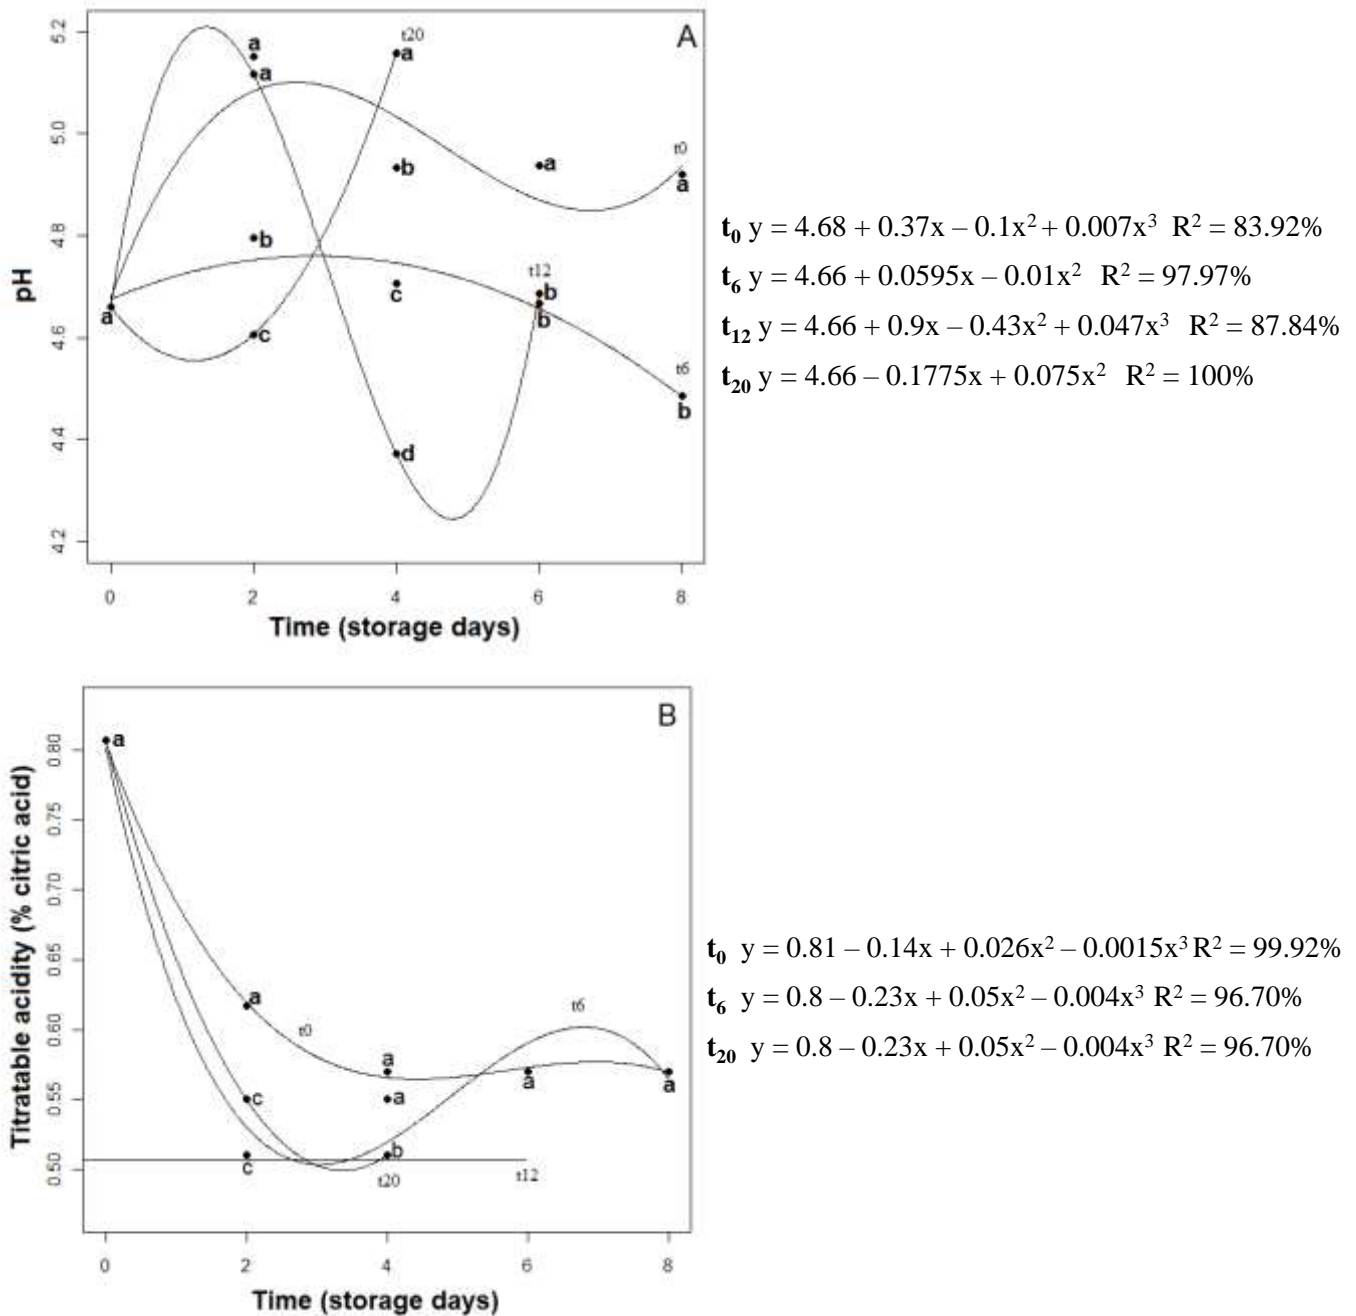 A
5.2
5.0
4.8
4.6
4.4
4.2
pH
a
a
a
b
c
t20
a
b
c
d
a
t12
b
b
t0
a
t6
b
0 2 4 6 8
Time (storage days)
t0 y = 4.68 + 0.37x – 0.1x² + 0.007x³ R² = 83.92%
t6 y = 4.66 + 0.0595x – 0.01x² R² = 97.97%
t12 y = 4.66 + 0.9x – 0.43x² + 0.047x³ R² = 87.84%
t20 y = 4.66 – 0.1775x + 0.075x² R² = 100%
B
0.80
0.75
0.70
0.65
0.60
0.55
0.50
Titratable acidity (% citric acid)
a
a
c
c
t0
a
a
b
t20
t6
a
t12
a
0 2 4 6 8
Time (storage days)
t0 y = 0.81 – 0.14x + 0.026x² – 0.0015x³ R² = 99.92%
t6 y = 0.8 – 0.23x + 0.05x² – 0.004x³ R² = 96.70%
t20 y = 0.8 – 0.23x + 0.05x² – 0.004x³ R² = 96.70%